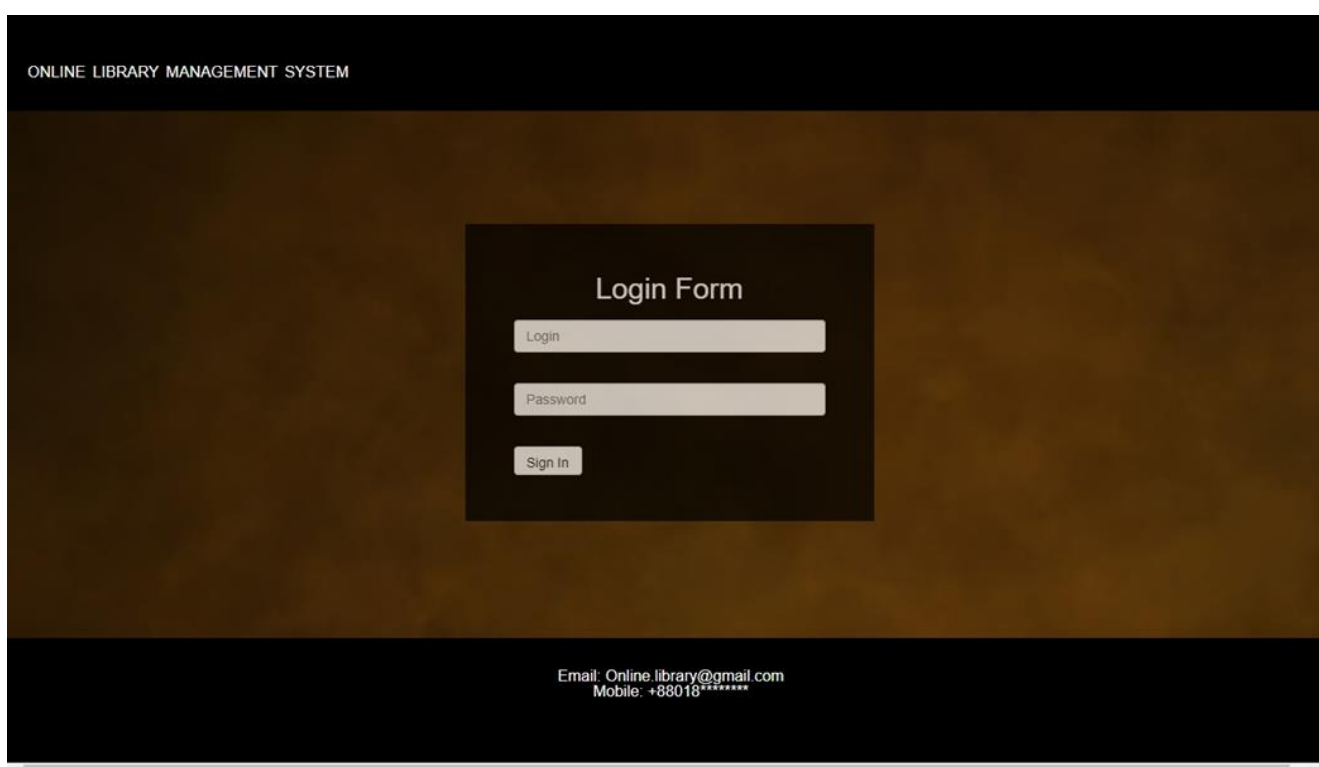 ONLINE LIBRARY MANAGEMENT SYSTEM
Login Form
Login
Password
Sign In
Email: Online.library@gmail.com
Mobile: +88018********